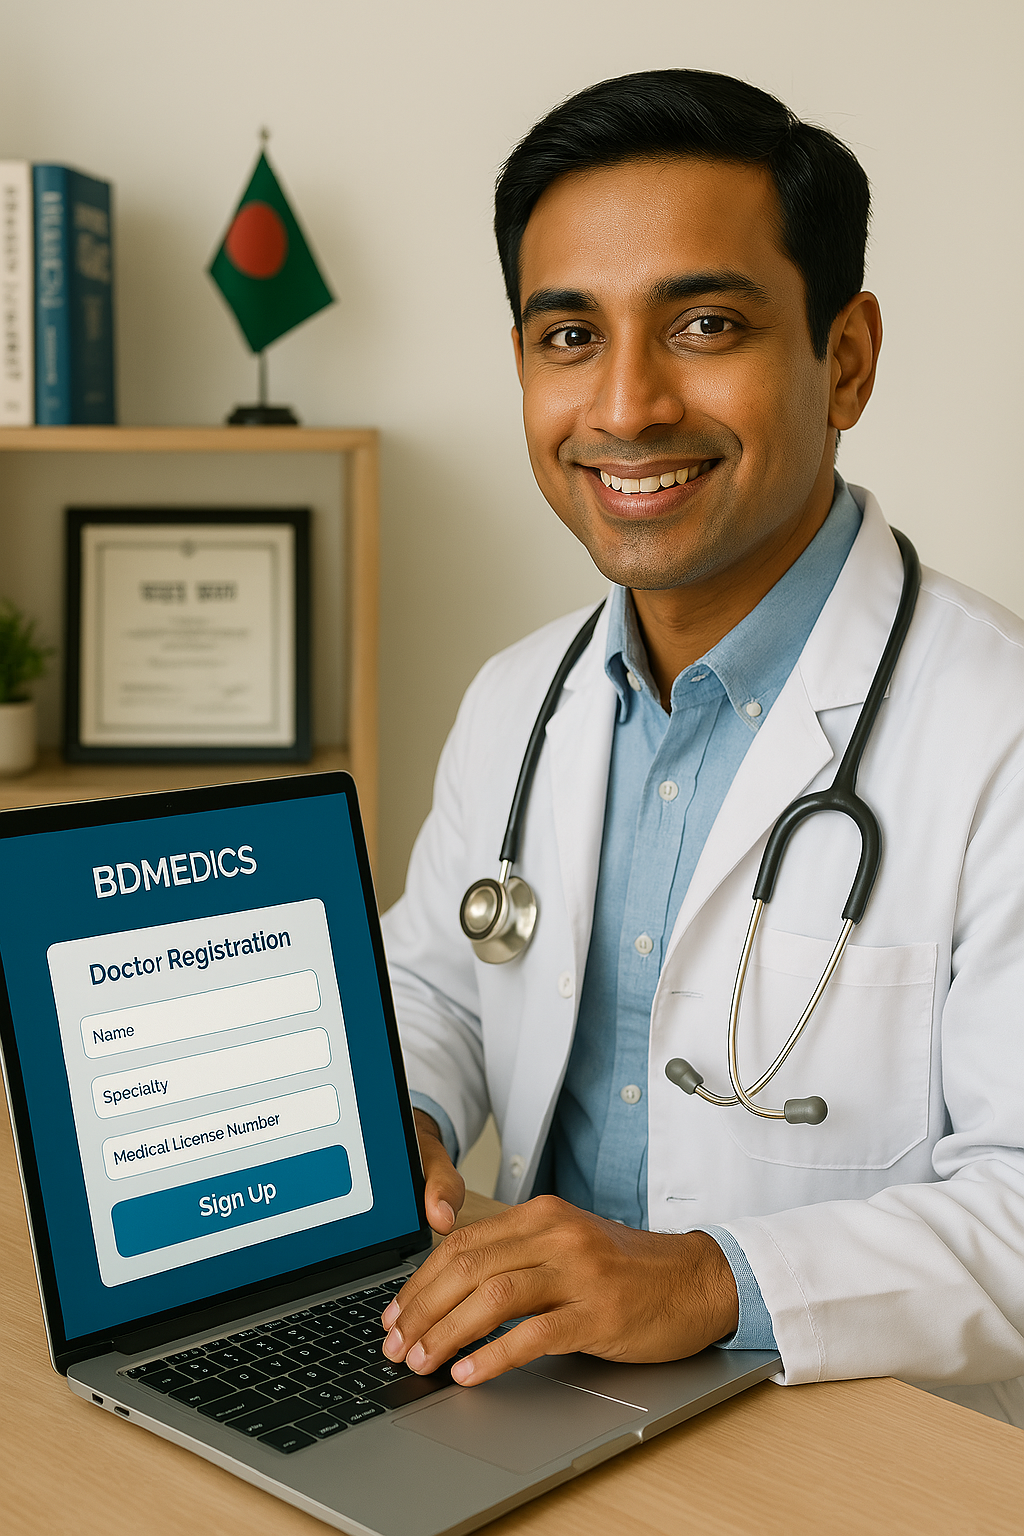 BDMEDICS
Doctor Registration
Name
Specialty
Medical License Number
Sign Up